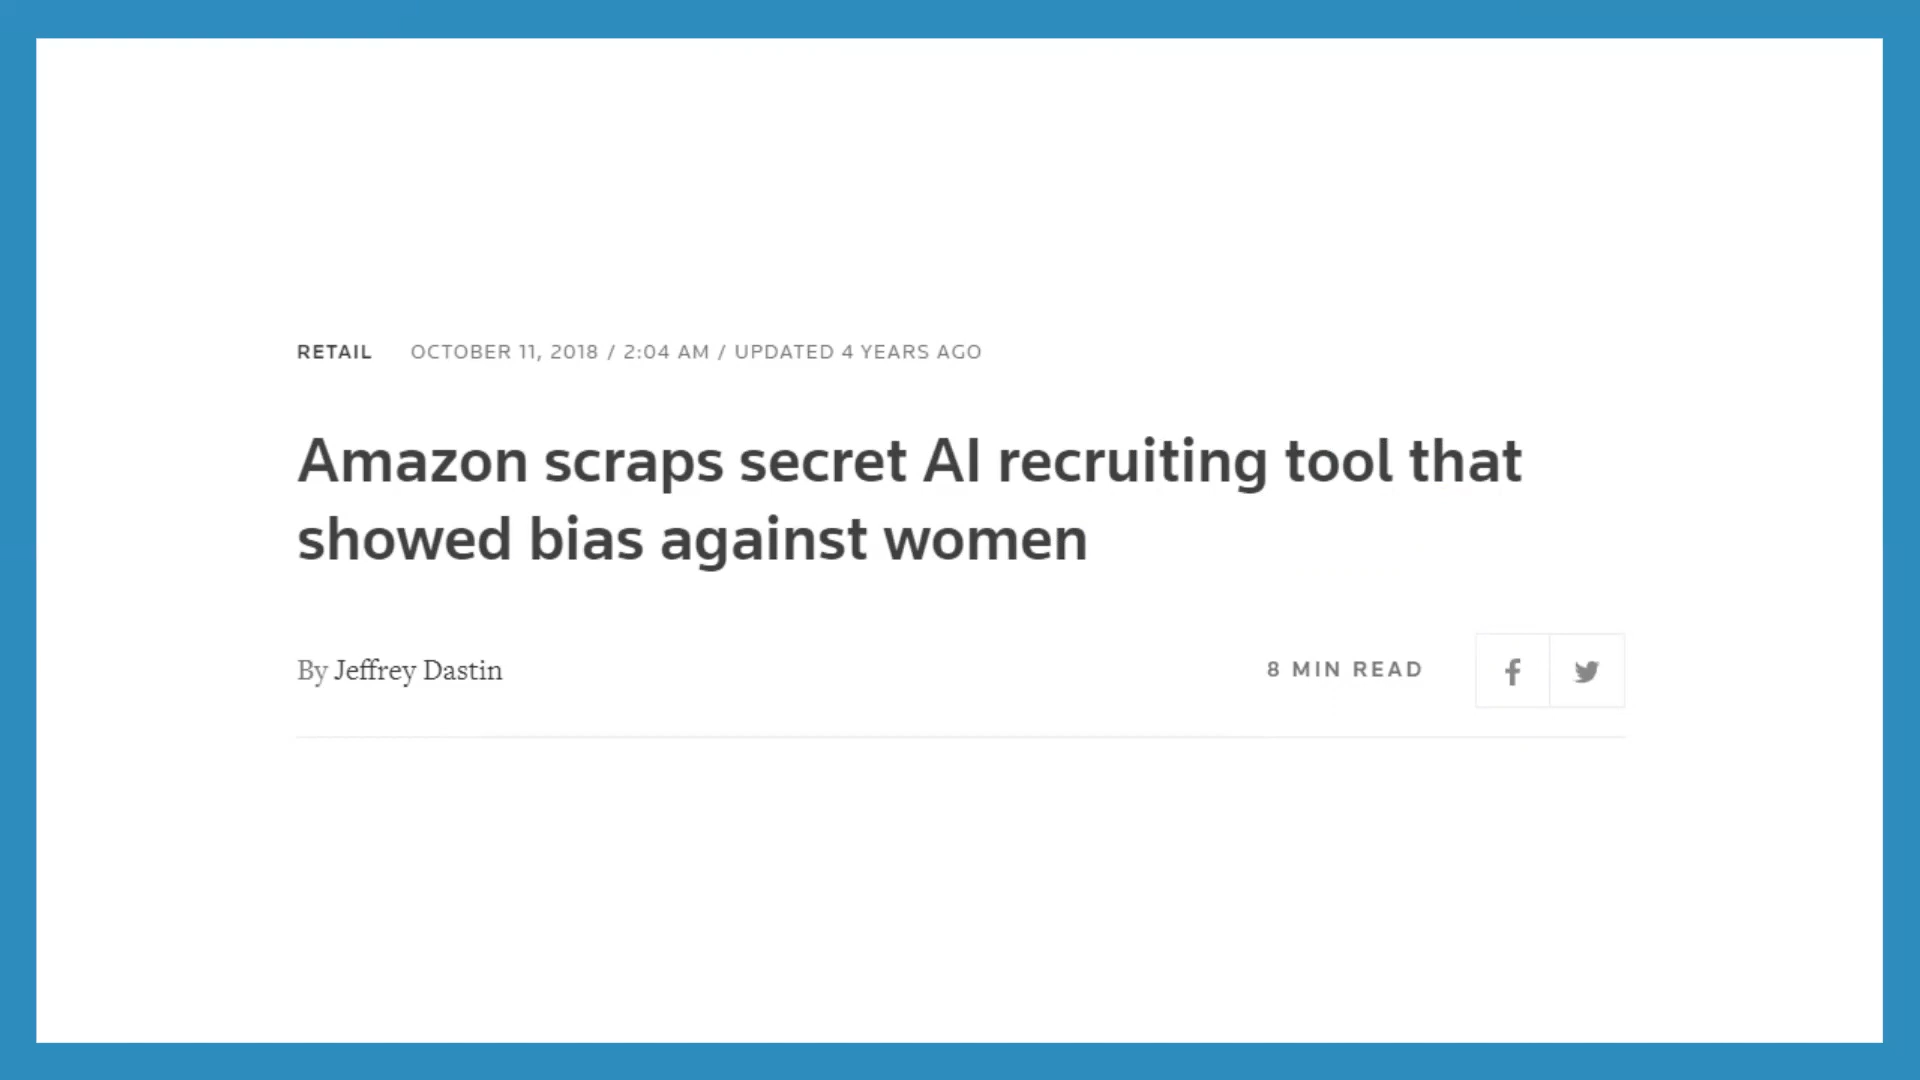 RETAIL OCTOBER 11, 2018 / 2:04 AM / UPDATED 4 YEARS AGO
Amazon scraps secret AI recruiting tool that
showed bias against women
By Jeffrey Dastin 8 MIN READ